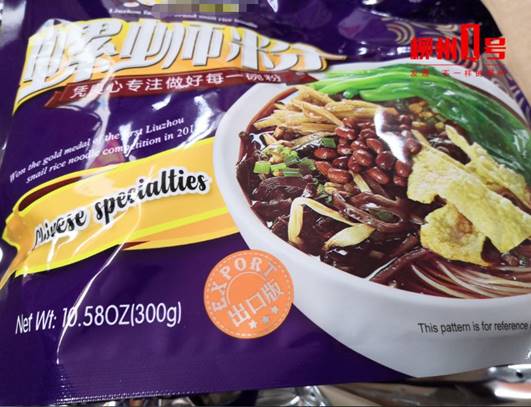 Liuzhou
柳州1号
螺蛳粉
凭良心专注做好每一碗粉
Won the gold medal of the first Liuzhou
snail rice noodle competition in 201
Chinese specialties
EXPORT
出口版
Net Wt: 10.58OZ(300g)
This pattern is for reference